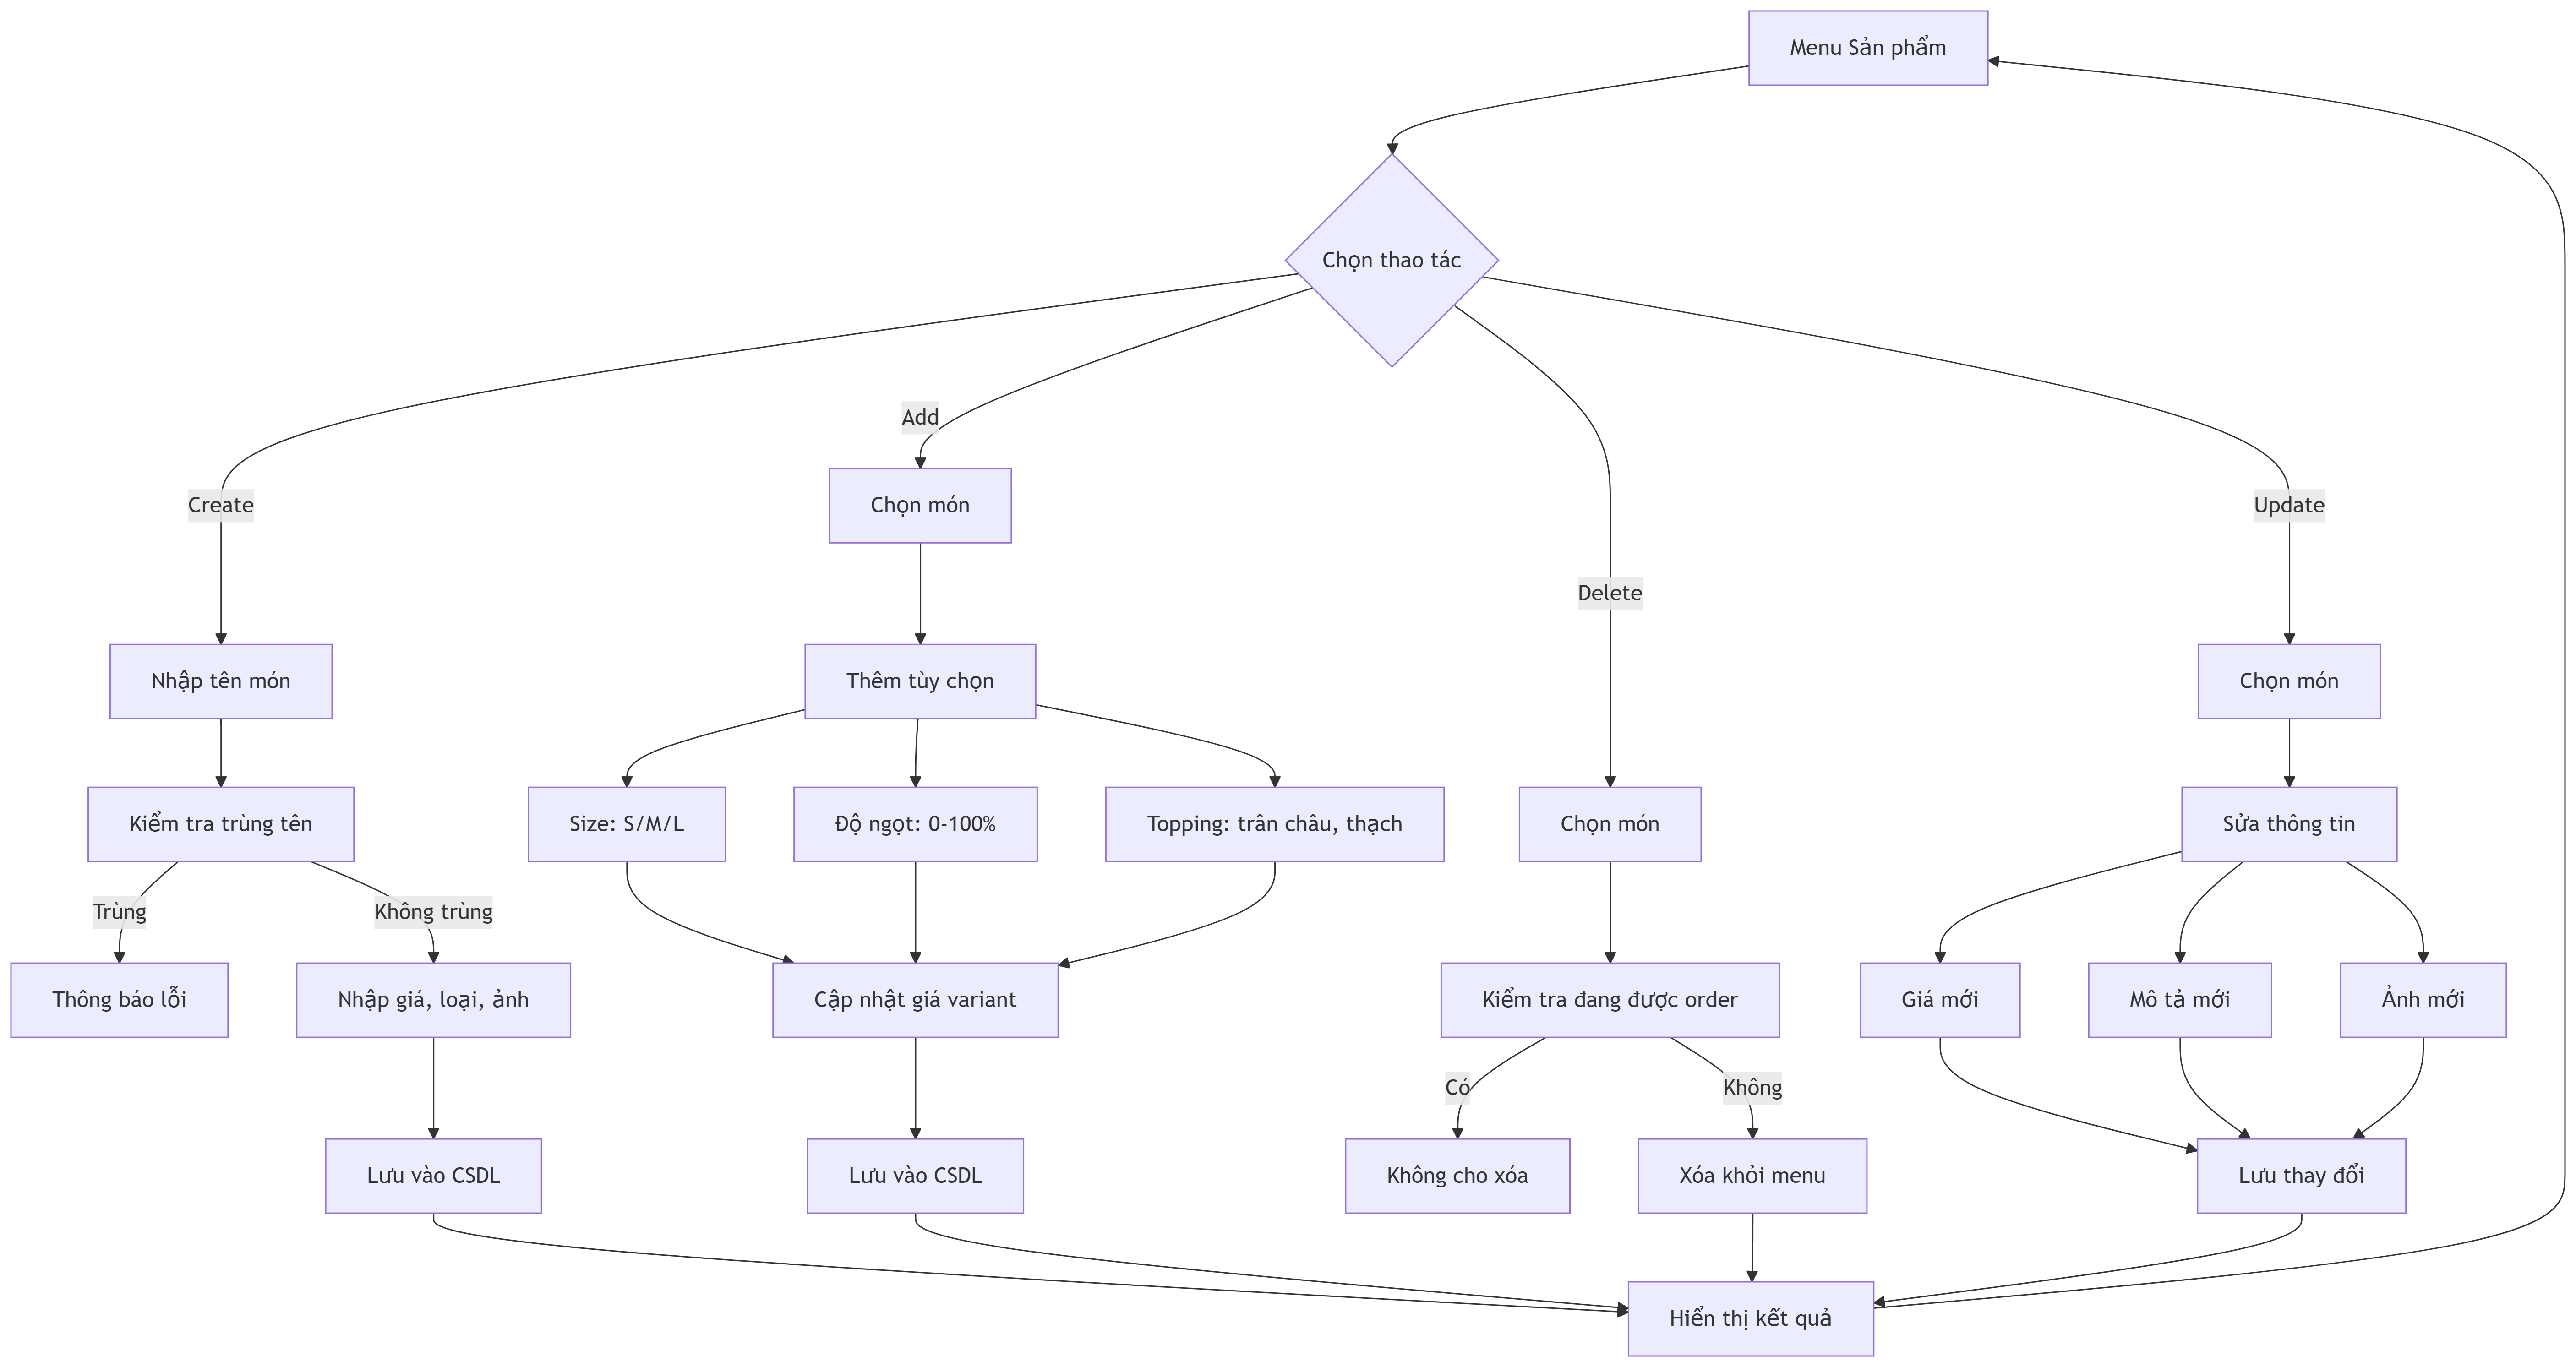 Menu Sản phẩm
Chọn thao tác
Add
Create
Chọn món
Update
Delete
Nhập tên món
Thêm tùy chọn
Chọn món
Kiểm tra trùng tên
Size: S/M/L
Độ ngọt: 0-100%
Topping: trân châu, thạch
Chọn món
Sửa thông tin
Trùng
Không trùng
Thông báo lỗi
Nhập giá, loại, ảnh
Cập nhật giá variant
Kiểm tra đang được order
Giá mới
Mô tả mới
Ảnh mới
Có
Không
Lưu vào CSDL
Lưu vào CSDL
Không cho xóa
Xóa khỏi menu
Lưu thay đổi
Hiển thị kết quả